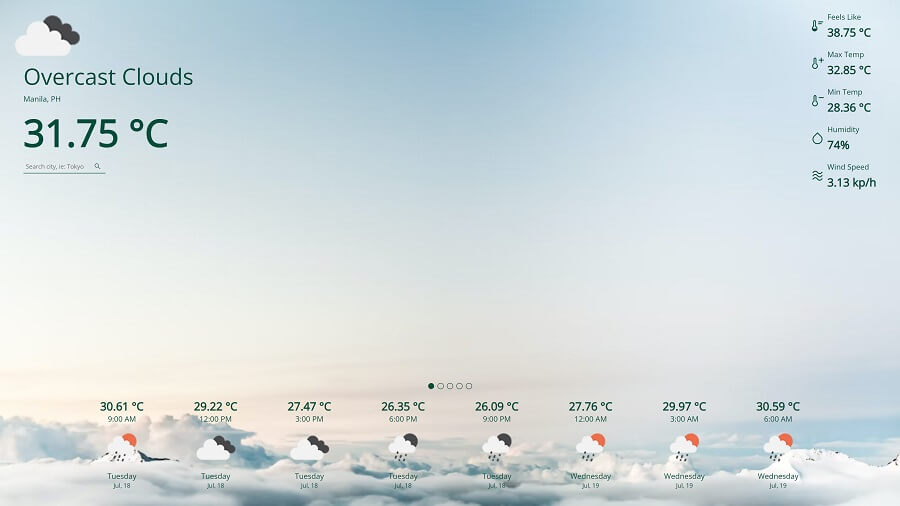 Overcast Clouds
Manila, PH
31.75 °C
Search city, ie: Tokyo
Feels Like
38.75 °C
Max Temp
32.85 °C
Min Temp
28.36 °C
Humidity
74%
Wind Speed
3.13 kp/h
30.61 °C 29.22 °C 27.47 °C 26.35 °C 26.09 °C 27.76 °C 29.97 °C 30.59 °C
9:00 AM 12:00 PM 3:00 PM 6:00 PM 9:00 PM 12:00 AM 3:00 AM 6:00 AM
Tuesday Tuesday Tuesday Tuesday Tuesday Wednesday Wednesday Wednesday
Jul, 18 Jul, 18 Jul, 18 Jul, 18 Jul, 18 Jul, 19 Jul, 19 Jul, 19